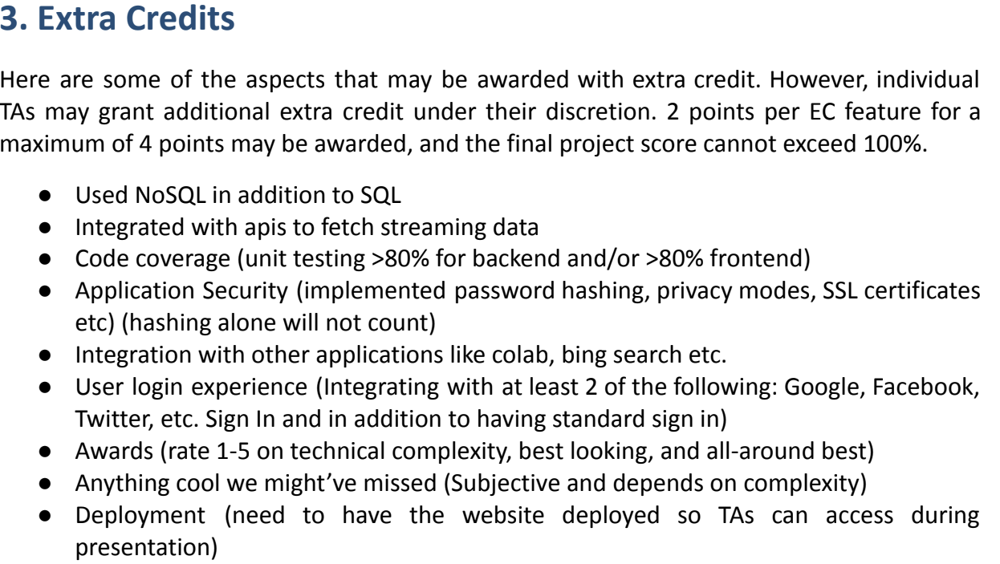 3. Extra Credits
Here are some of the aspects that may be awarded with extra credit. However, individual
TAs may grant additional extra credit under their discretion. 2 points per EC feature for a
maximum of 4 points may be awarded, and the final project score cannot exceed 100%.
● Used NoSQL in addition to SQL
● Integrated with apis to fetch streaming data
● Code coverage (unit testing >80% for backend and/or >80% frontend)
● Application Security (implemented password hashing, privacy modes, SSL certificates
etc) (hashing alone will not count)
● Integration with other applications like colab, bing search etc.
● User login experience (Integrating with at least 2 of the following: Google, Facebook,
Twitter, etc. Sign In and in addition to having standard sign in)
● Awards (rate 1-5 on technical complexity, best looking, and all-around best)
● Anything cool we might’ve missed (Subjective and depends on complexity)
● Deployment (need to have the website deployed so TAs can access during
presentation)